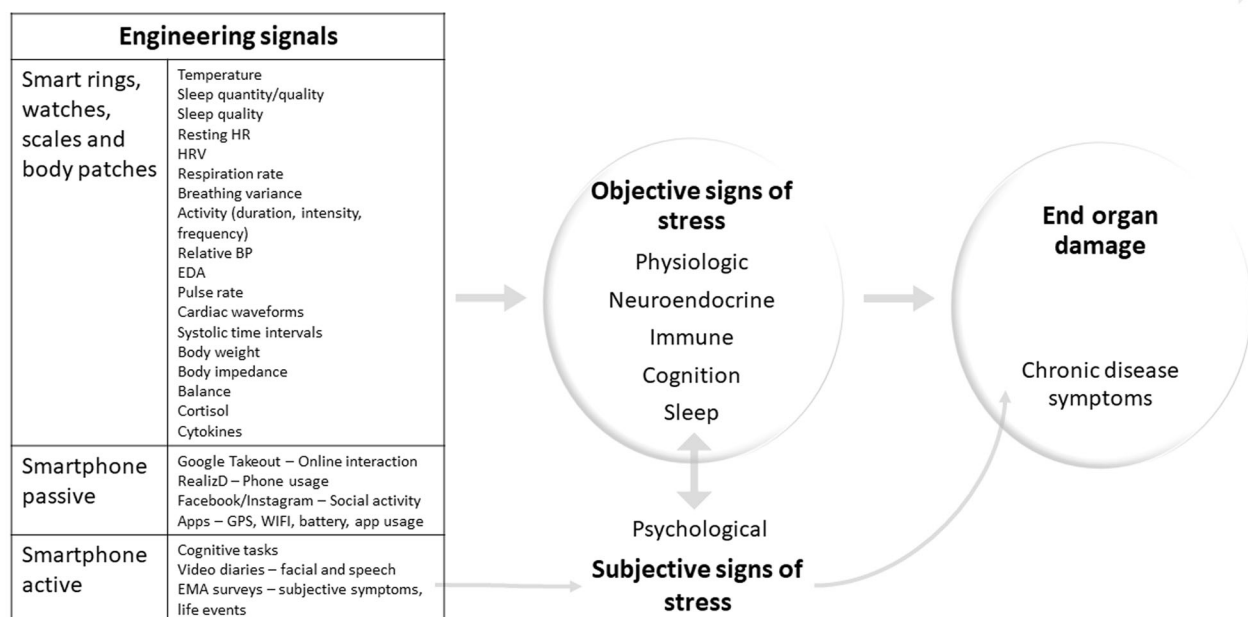 Engineering signals
Smart rings,
watches,
scales and
body patches
Temperature
Sleep quantity/quality
Sleep quality
Resting HR
HRV
Respiration rate
Breathing variance
Activity (duration, intensity,
frequency)
Relative BP
EDA
Pulse rate
Cardiac waveforms
Systolic time intervals
Body weight
Body impedance
Balance
Cortisol
Cytokines
Smartphone
passive
Google Takeout – Online interaction
RealizD – Phone usage
Facebook/Instagram – Social activity
Apps – GPS, WIFI, battery, app usage
Smartphone
active
Cognitive tasks
Video diaries – facial and speech
EMA surveys – subjective symptoms,
life events
Objective signs of
stress
Physiologic
Neuroendocrine
Immune
Cognition
Sleep
Psychological
Subjective signs of
stress
End organ
damage
Chronic disease
symptoms